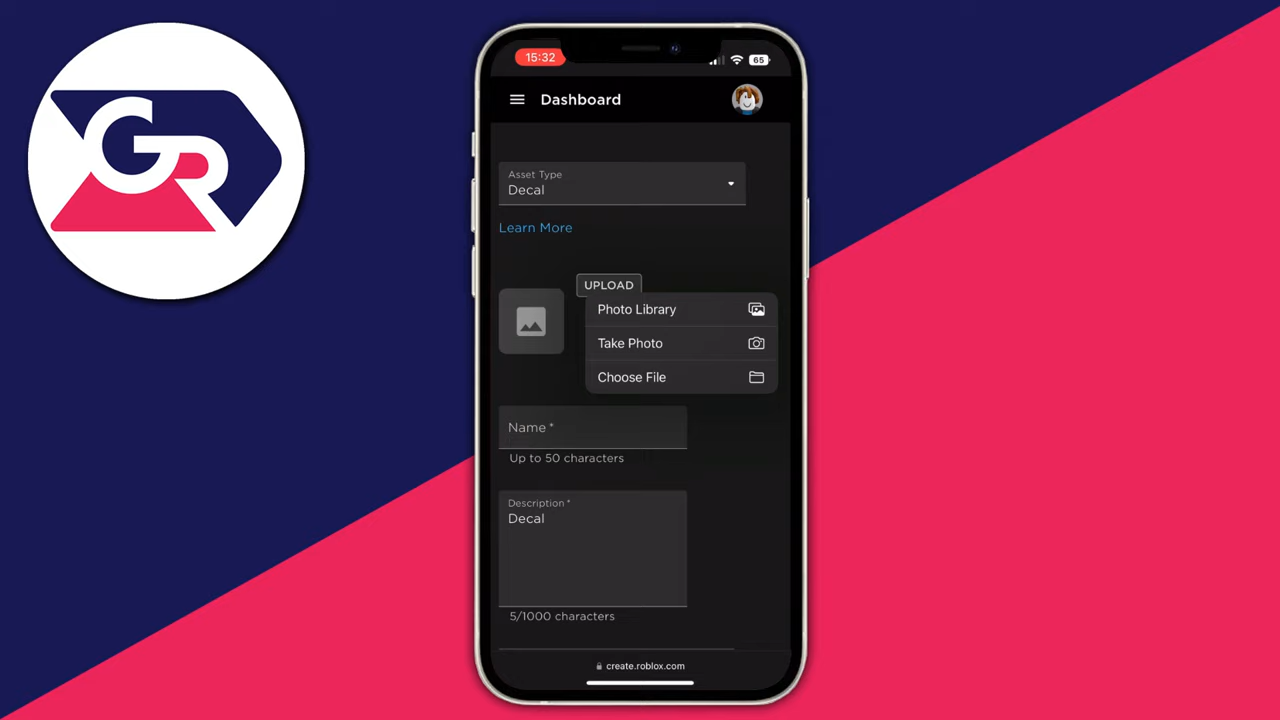 GR
15:32
65
Dashboard
Asset Type
Decal
Learn More
UPLOAD
Photo Library
Take Photo
Choose File
Name *
Up to 50 characters
Description *
Decal
5/1000 characters
create.roblox.com